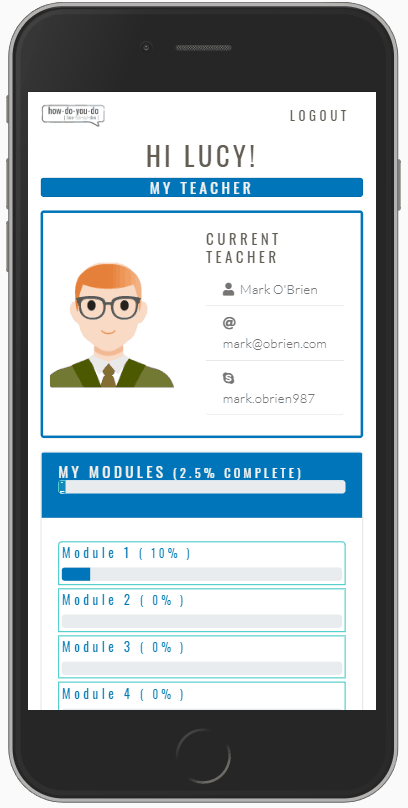 how-do-you-do
LOGOUT
HI LUCY!
MY TEACHER
CURRENT
TEACHER
Mark O'Brien
@
mark@obrien.com
mark.obrien987
MY MODULES (2.5% COMPLETE)
Module 1 ( 10% )
Module 2 ( 0% )
Module 3 ( 0% )
Module 4 ( 0% )